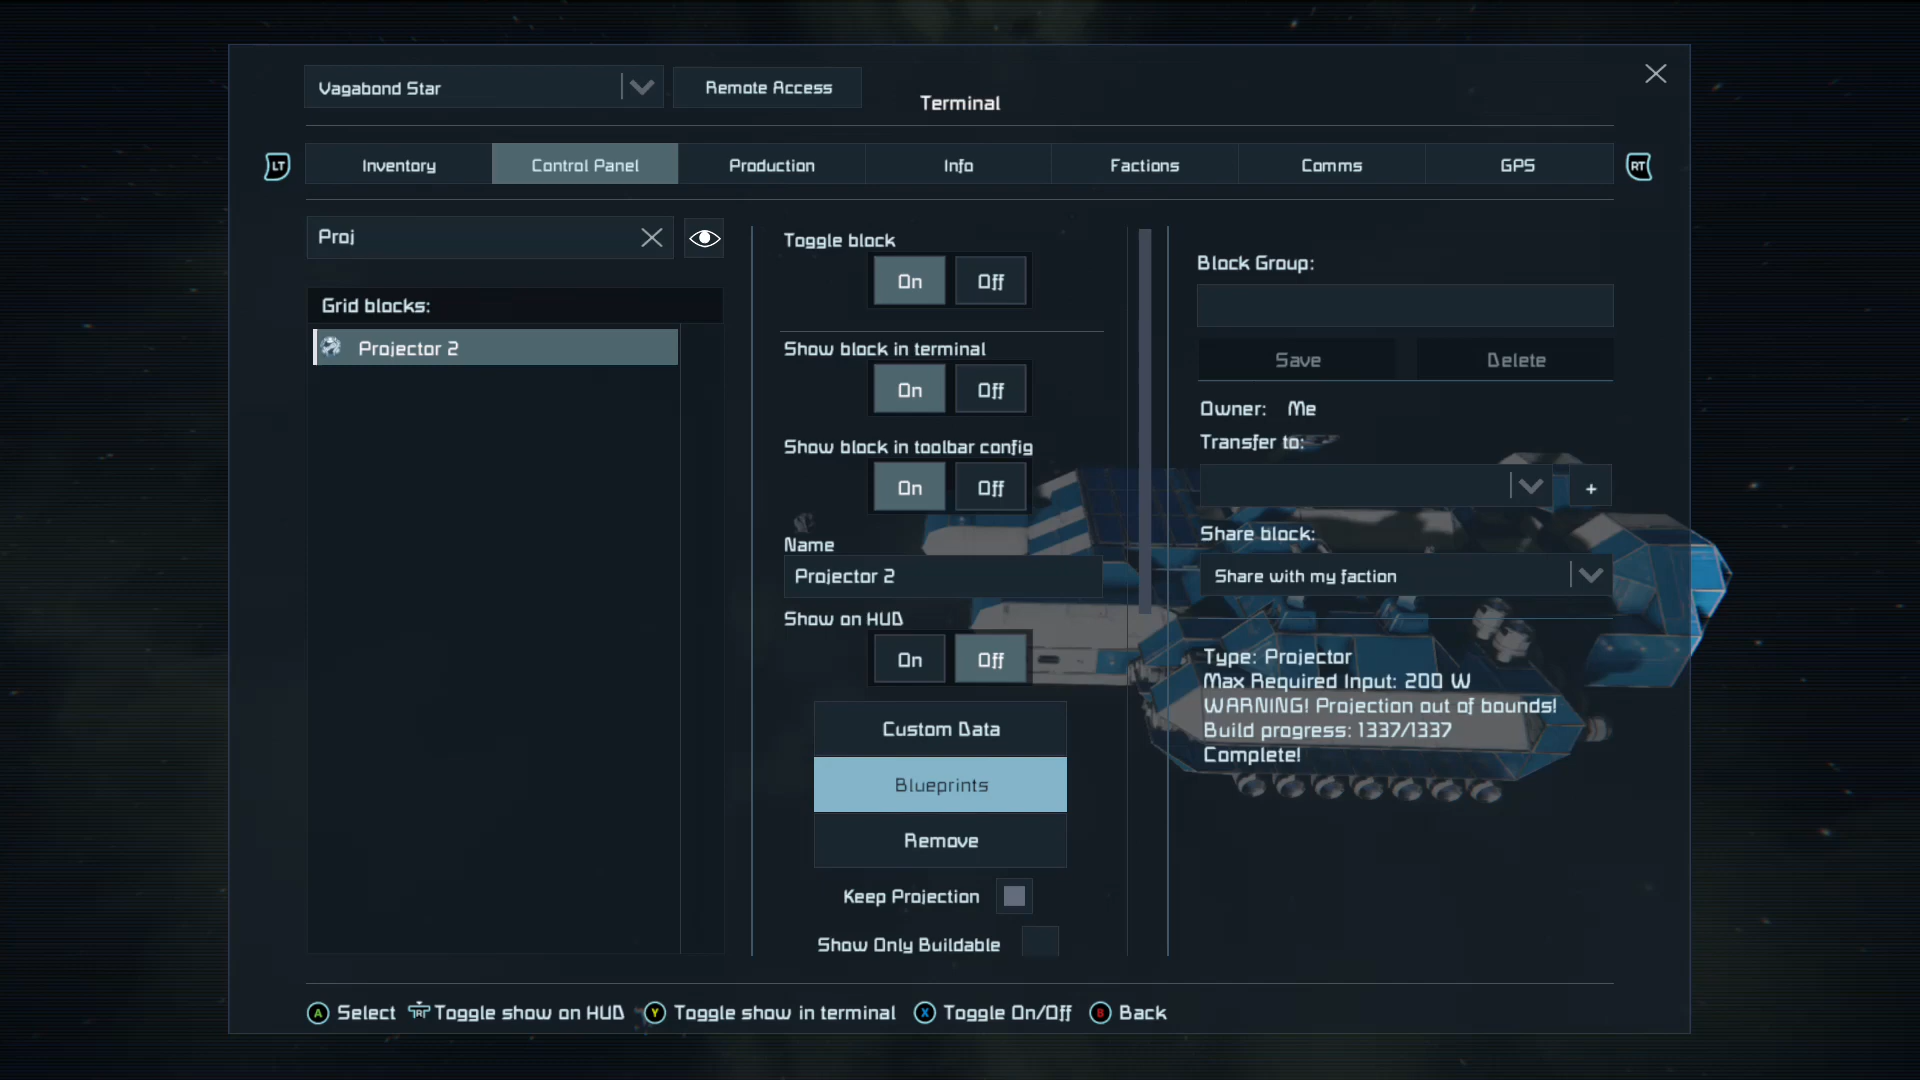 Vagabond Star
Remote Access
Terminal
LT
Inventory
Control Panel
Production
Info
Factions
Comms
GPS
RT
Proj
Grid blocks:
Projector 2
Toggle block
On Off
Show block in terminal
On Off
Show block in toolbar config
On Off
Name
Projector 2
Show on HUD
On Off
Custom Data
Blueprints
Remove
Keep Projection
Show Only Buildable
Block Group:
Save Delete
Owner: Me
Transfer to:
+
Share block:
Share with my faction
Type: Projector
Max Required Input: 200 W
WARNING! Projection out of bounds!
Build progress: 1337/1337
Complete!
A Select Toggle show on HUD Y Toggle show in terminal X Toggle On/Off B Back